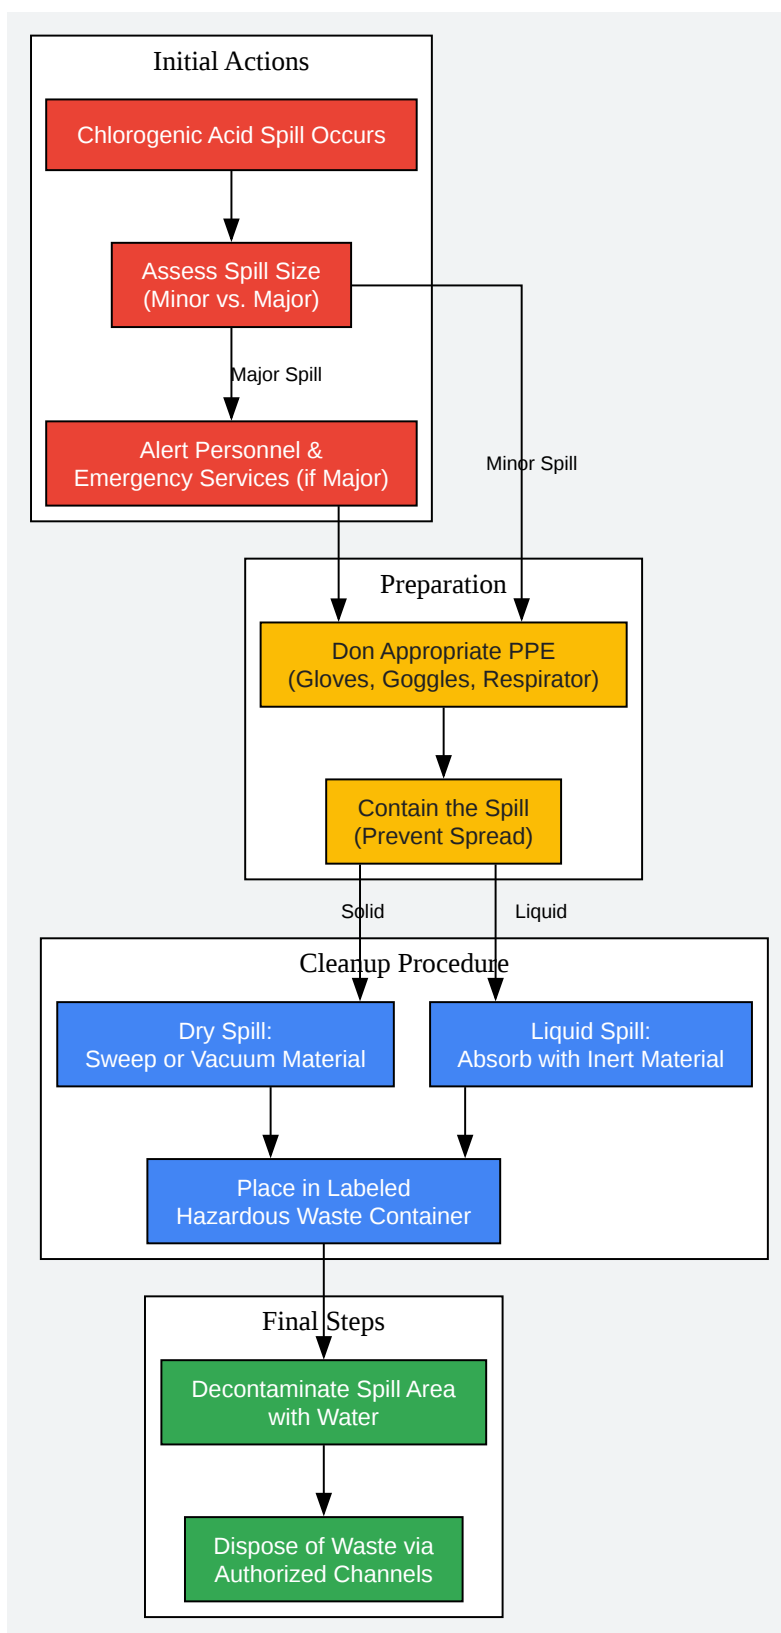 Initial Actions
Chlorogenic Acid Spill Occurs
Assess Spill Size
(Minor vs. Major)
Major Spill
Alert Personnel &
Emergency Services (if Major)
Minor Spill
Preparation
Don Appropriate PPE
(Gloves, Goggles, Respirator)
Contain the Spill
(Prevent Spread)
Solid
Liquid
Cleanup Procedure
Dry Spill:
Sweep or Vacuum Material
Liquid Spill:
Absorb with Inert Material
Place in Labeled
Hazardous Waste Container
Final Steps
Decontaminate Spill Area
with Water
Dispose of Waste via
Authorized Channels